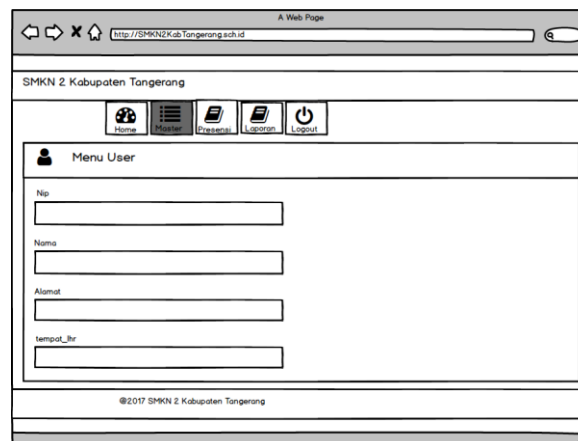 A Web Page
http://SMKN2KabTangerang.sch.id
SMKN 2 Kabupaten Tangerang
Home Master Presensi Laporan Logout
Menu User
Nip
Nama
Alamat
tempat_lhr
@2017 SMKN 2 Kabupaten Tangerang